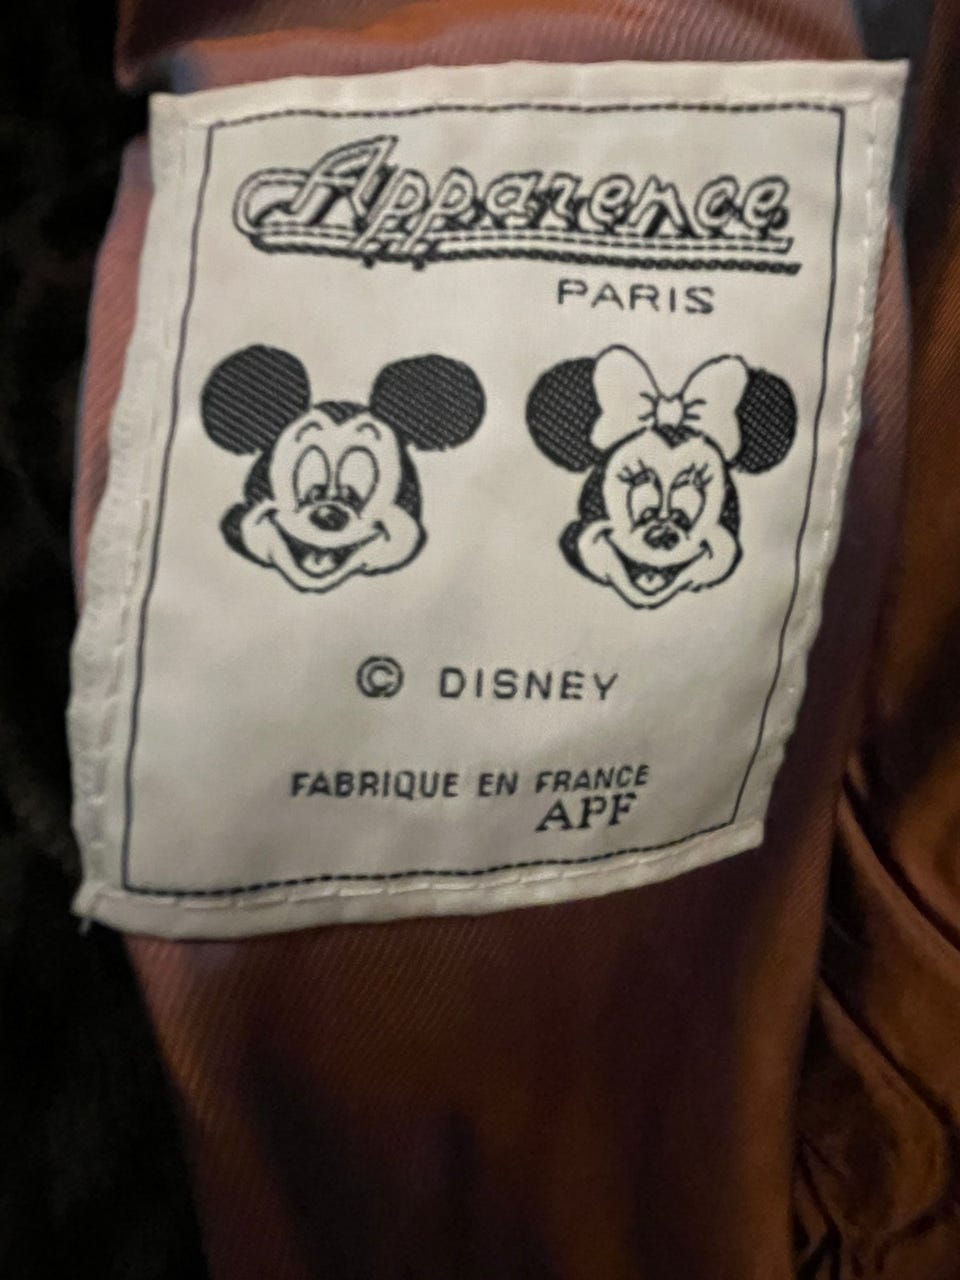 Apparence
PARIS
© DISNEY
FABRIQUE EN FRANCE
APF